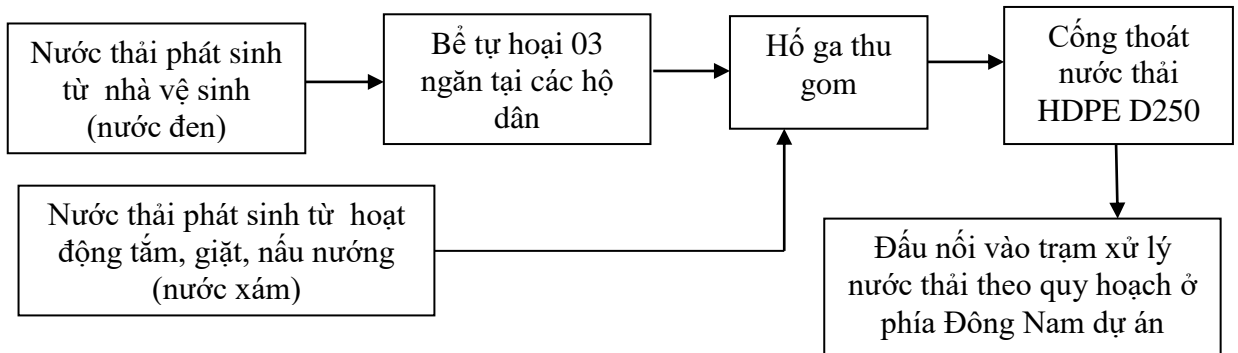 Nước thải phát sinh
từ nhà vệ sinh
(nước đen)
Bể tự hoại 03
ngăn tại các hộ
dân
Hố ga thu
gom
Cống thoát
nước thải
HDPE D250
Nước thải phát sinh từ hoạt
động tắm, giặt, nấu nướng
(nước xám)
Đấu nối vào trạm xử lý
nước thải theo quy hoạch ở
phía Đông Nam dự án